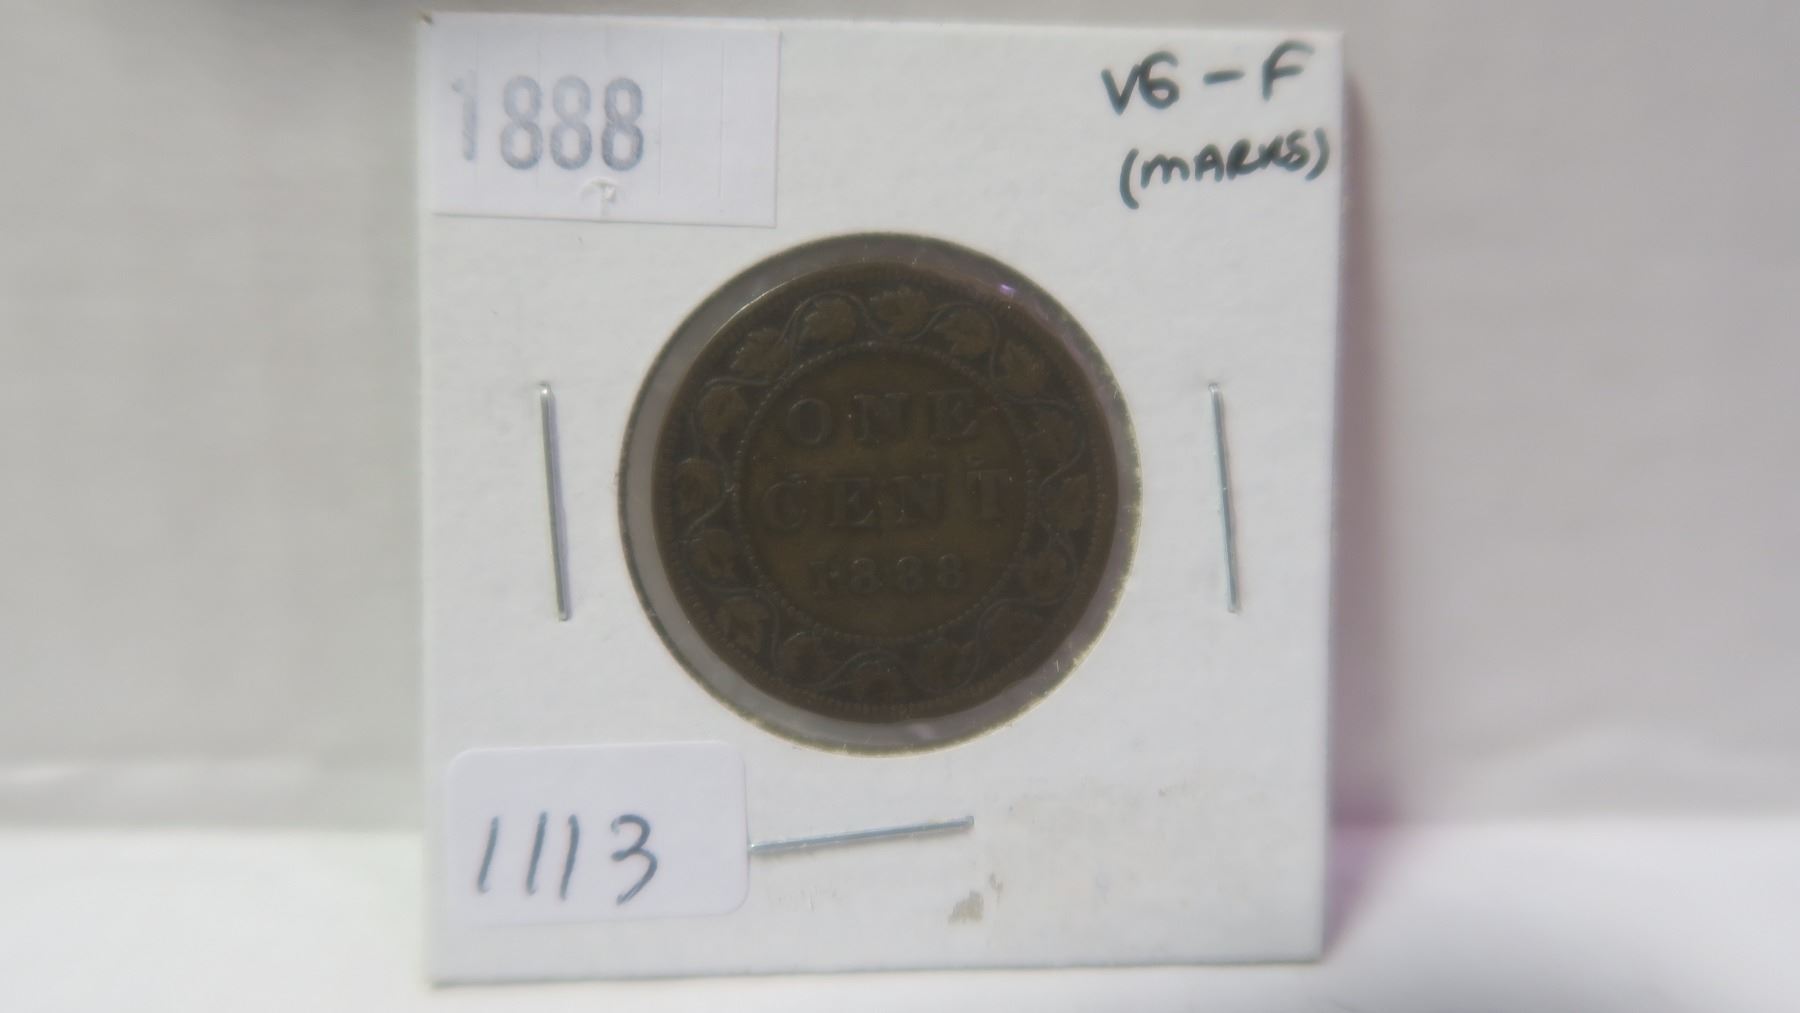 1888
VG - F
(MARKS)
ONE
CENT
1888
1113